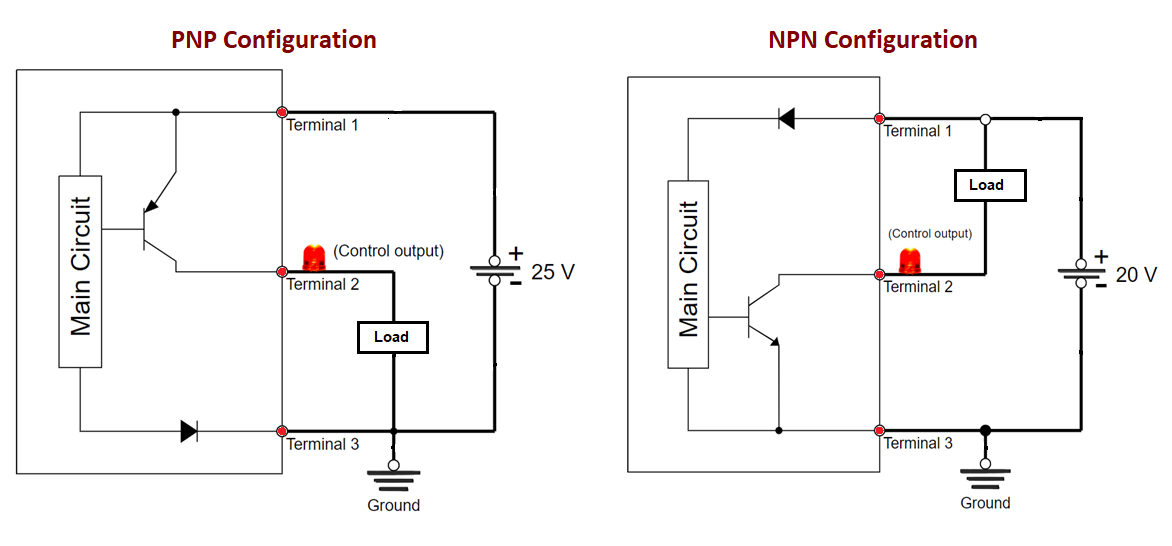 PNP Configuration
Main Circuit
Terminal 1
(Control output)
Terminal 2
Load
Terminal 3
Ground
+
-
25 V
NPN Configuration
Main Circuit
Terminal 1
Load
(Control output)
Terminal 2
Terminal 3
Ground
+
-
20 V